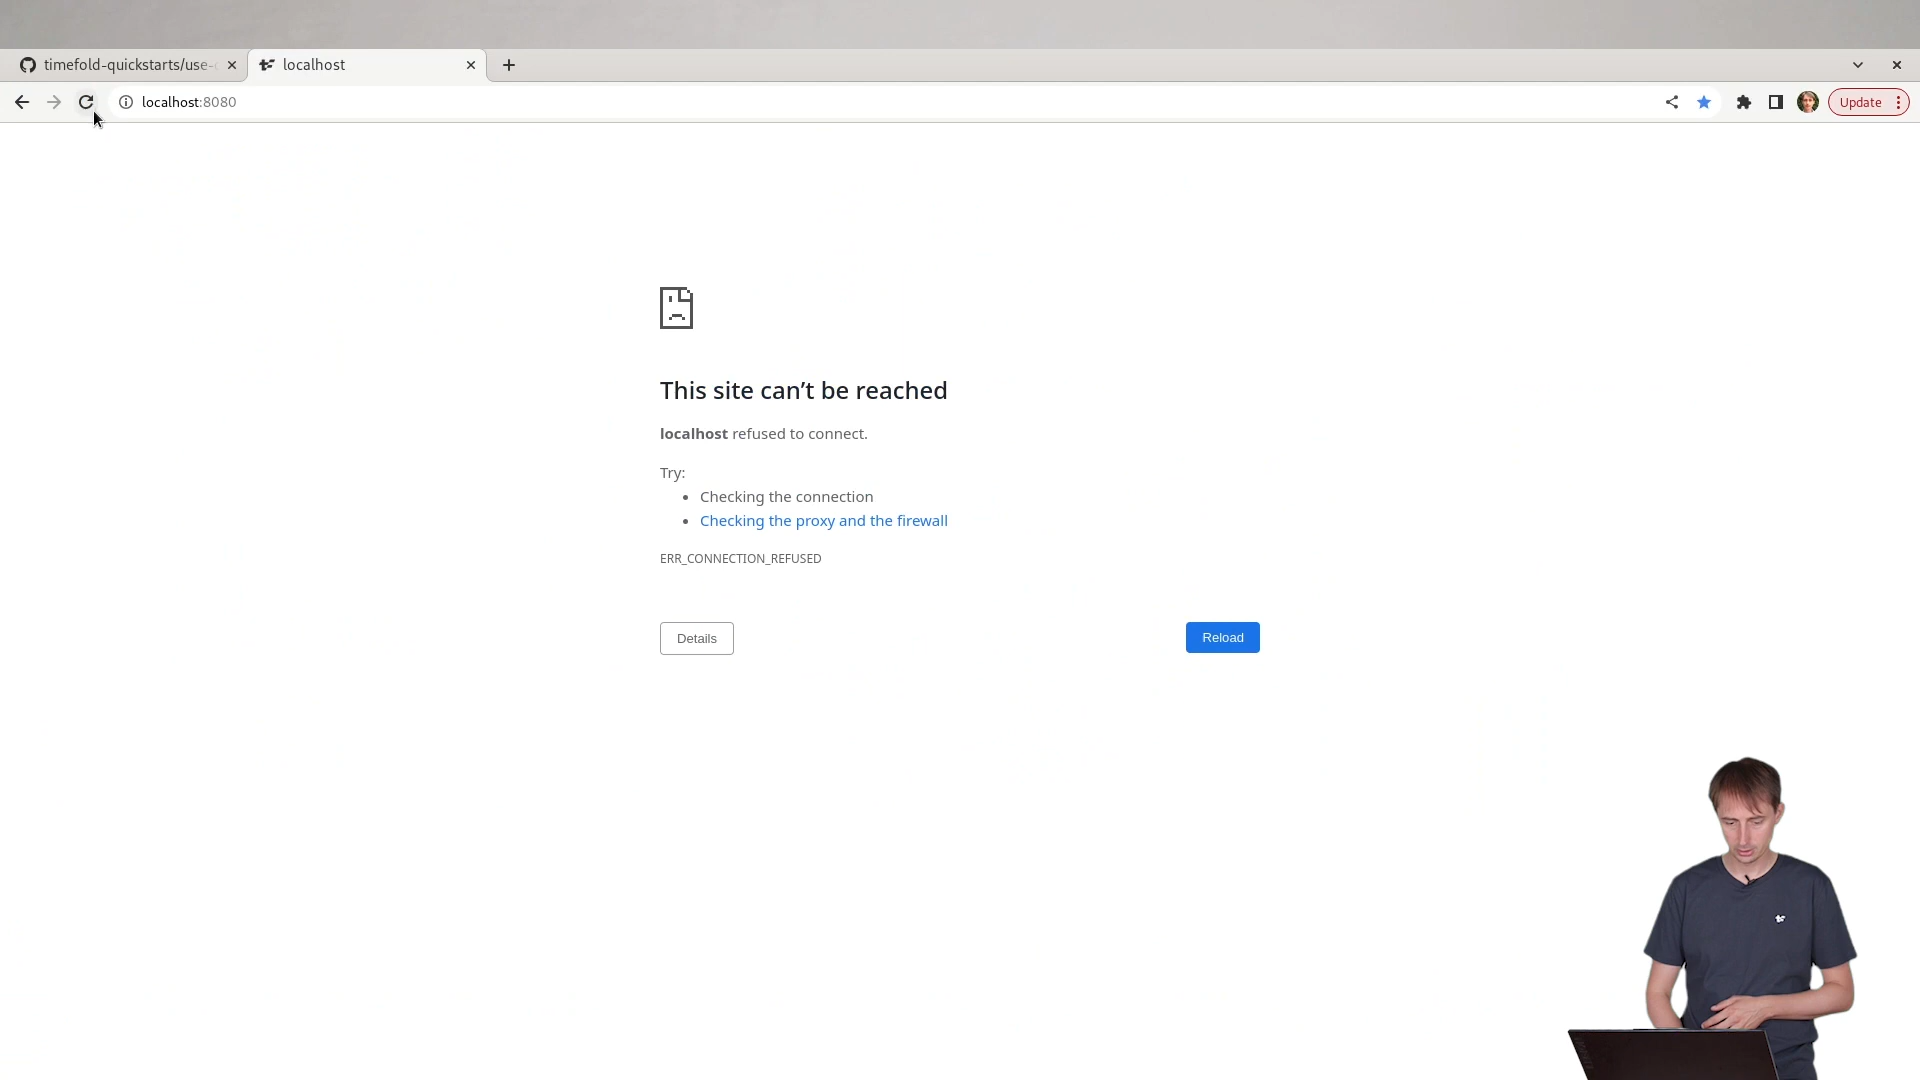 timefold-quickstarts/use-
localhost
localhost:8080
Update
This site can’t be reached
localhost refused to connect.
Try:
Checking the connection
Checking the proxy and the firewall
ERR_CONNECTION_REFUSED
Details
Reload